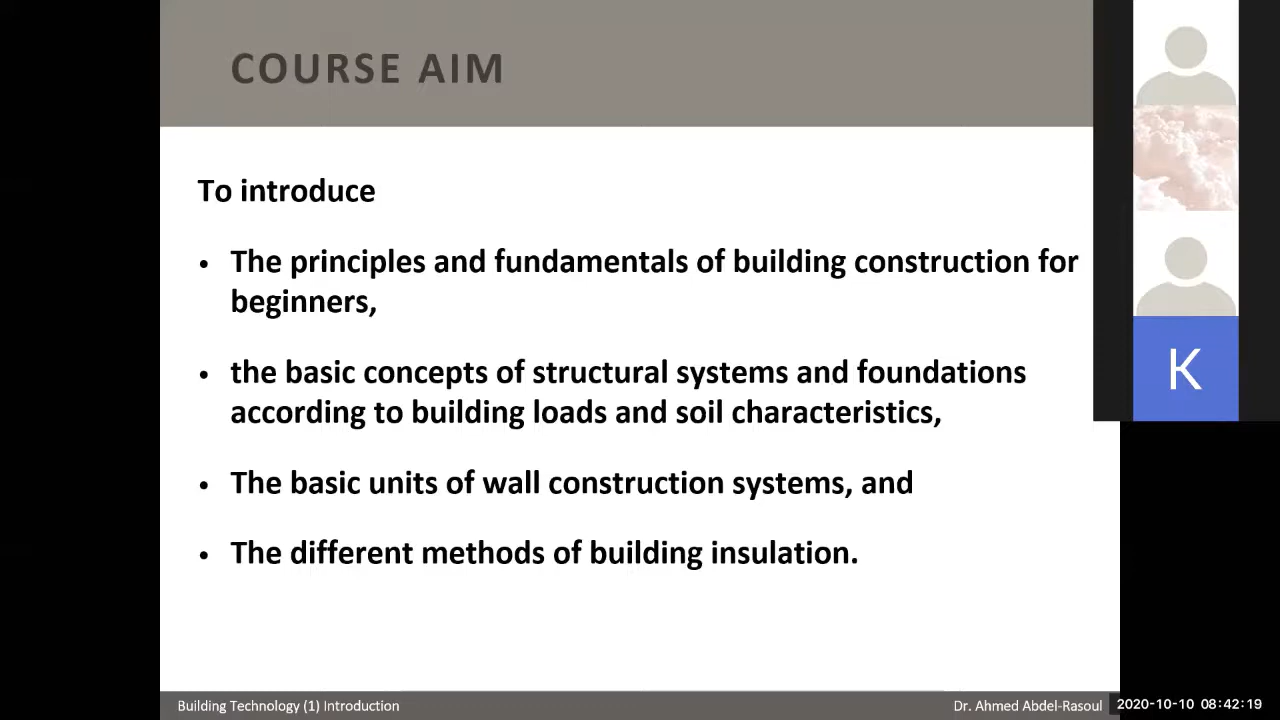 COURSE AIM
To introduce
• The principles and fundamentals of building construction for
beginners,
• the basic concepts of structural systems and foundations
according to building loads and soil characteristics,
• The basic units of wall construction systems, and
• The different methods of building insulation.
K
Building Technology (1) Introduction
Dr. Ahmed Abdel-Rasoul
2020-10-10 08:42:19